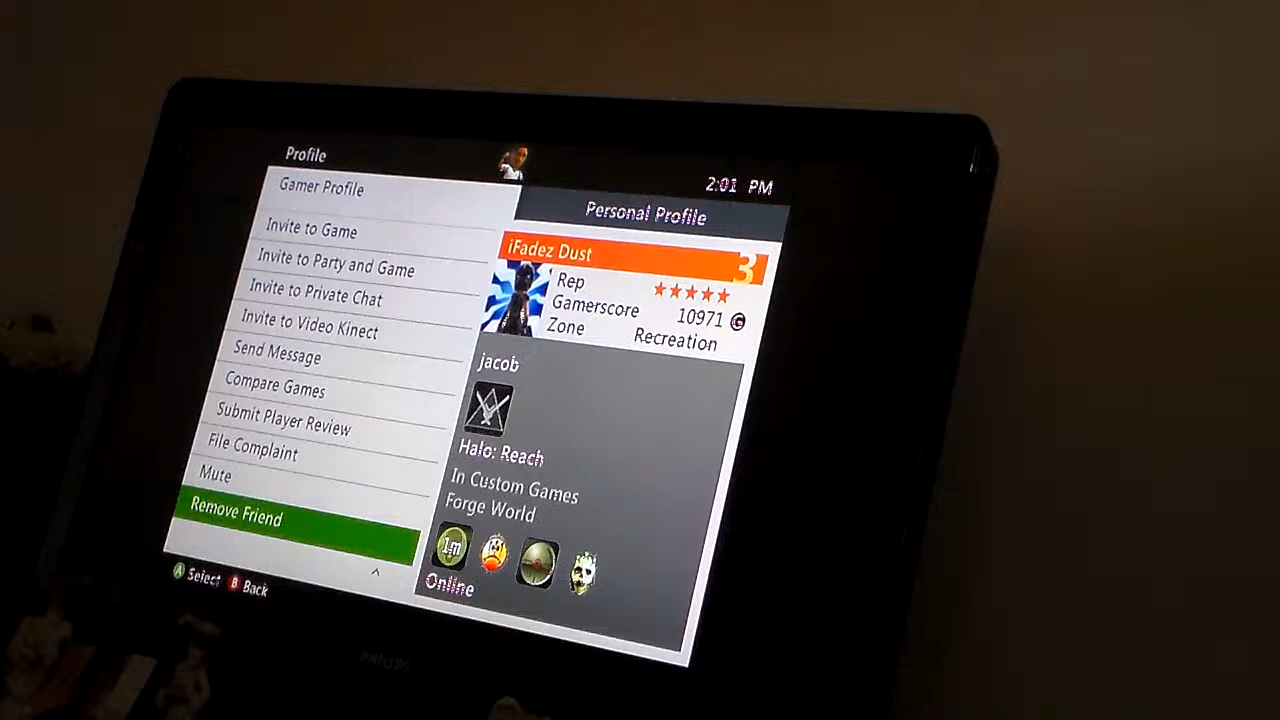 Profile
2:01 PM
Gamer Profile
Personal Profile
Invite to Game
Invite to Party and Game
Invite to Private Chat
Invite to Video Kinect
Send Message
Compare Games
Submit Player Review
File Complaint
Mute
Remove Friend
A Select B Back
iFadez Dust
3
Rep
Gamerscore 10971 G
Zone Recreation
jacob
Halo: Reach
In Custom Games
Forge World
1m
Online
PHILIPS